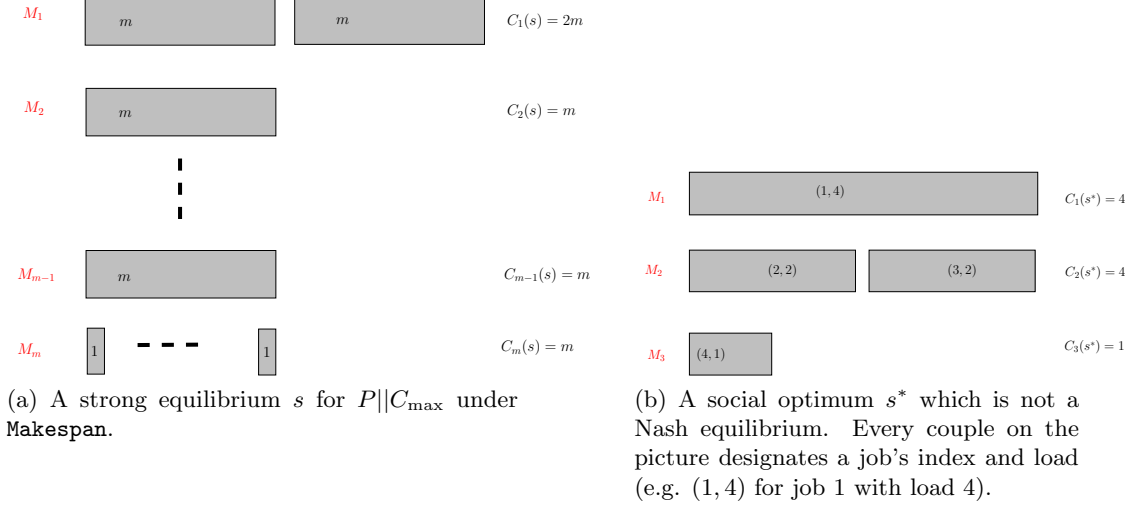 M₁ m m C₁(s) = 2m
M₂ m C₂(s) = m
Mₘ₋₁ m Cₘ₋₁(s) = m
Mₘ 1 1 Cₘ(s) = m
(a) A strong equilibrium s for P||Cₘₐₓ under
Makespan.
M₁ (1, 4) C₁(s*) = 4
M₂ (2, 2) (3, 2) C₂(s*) = 4
M₃ (4, 1) C₃(s*) = 1
(b) A social optimum s* which is not a
Nash equilibrium. Every couple on the
picture designates a job's index and load
(e.g. (1, 4) for job 1 with load 4).